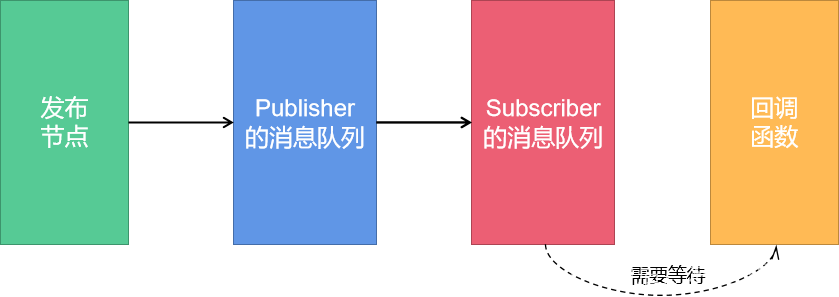 发布
节点
Publisher
的消息队列
Subscriber
的消息队列
回调
函数
需要等待